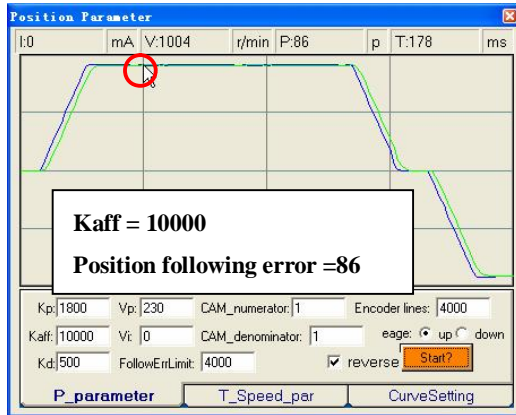 Position Parameter
I:0 mA V:1004 r/min P:86 p T:178 ms
Kaff = 10000
Position following error =86
Kp: 1800 Vp: 230 CAM_numerator: 1 Encoder lines: 4000
Kaff: 10000 Vi: 0 CAM_denominator: 1 eage: up down
Kd: 500 FollowErrLimit: 4000 reverse Start?
P_parameter T_Speed_par CurveSetting